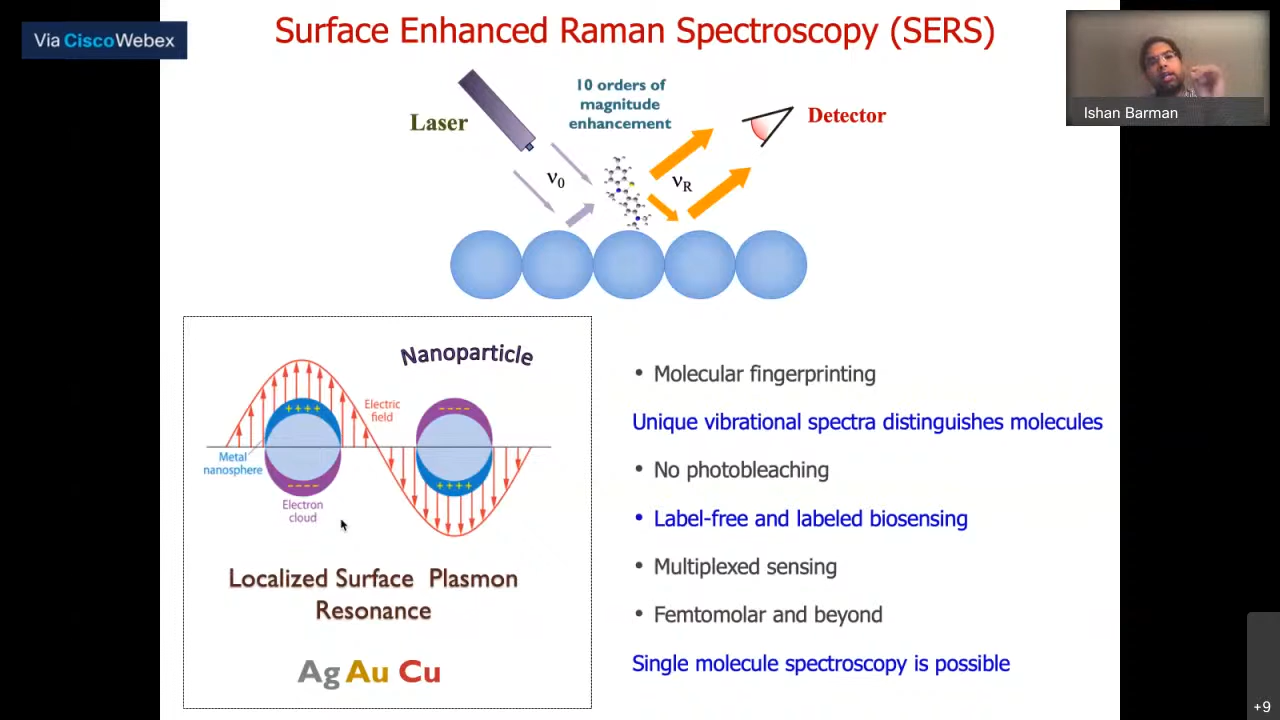 Via CiscoWebex
Surface Enhanced Raman Spectroscopy (SERS)
Ishan Barman
10 orders of
magnitude
enhancement
Laser
Detector
ν0
νR
Nanoparticle
Electric
field
++++
----
Metal
nanosphere
----
++++
Electron
cloud
Localized Surface Plasmon
Resonance
Ag Au Cu
• Molecular fingerprinting
Unique vibrational spectra distinguishes molecules
• No photobleaching
• Label-free and labeled biosensing
• Multiplexed sensing
• Femtomolar and beyond
Single molecule spectroscopy is possible
+9